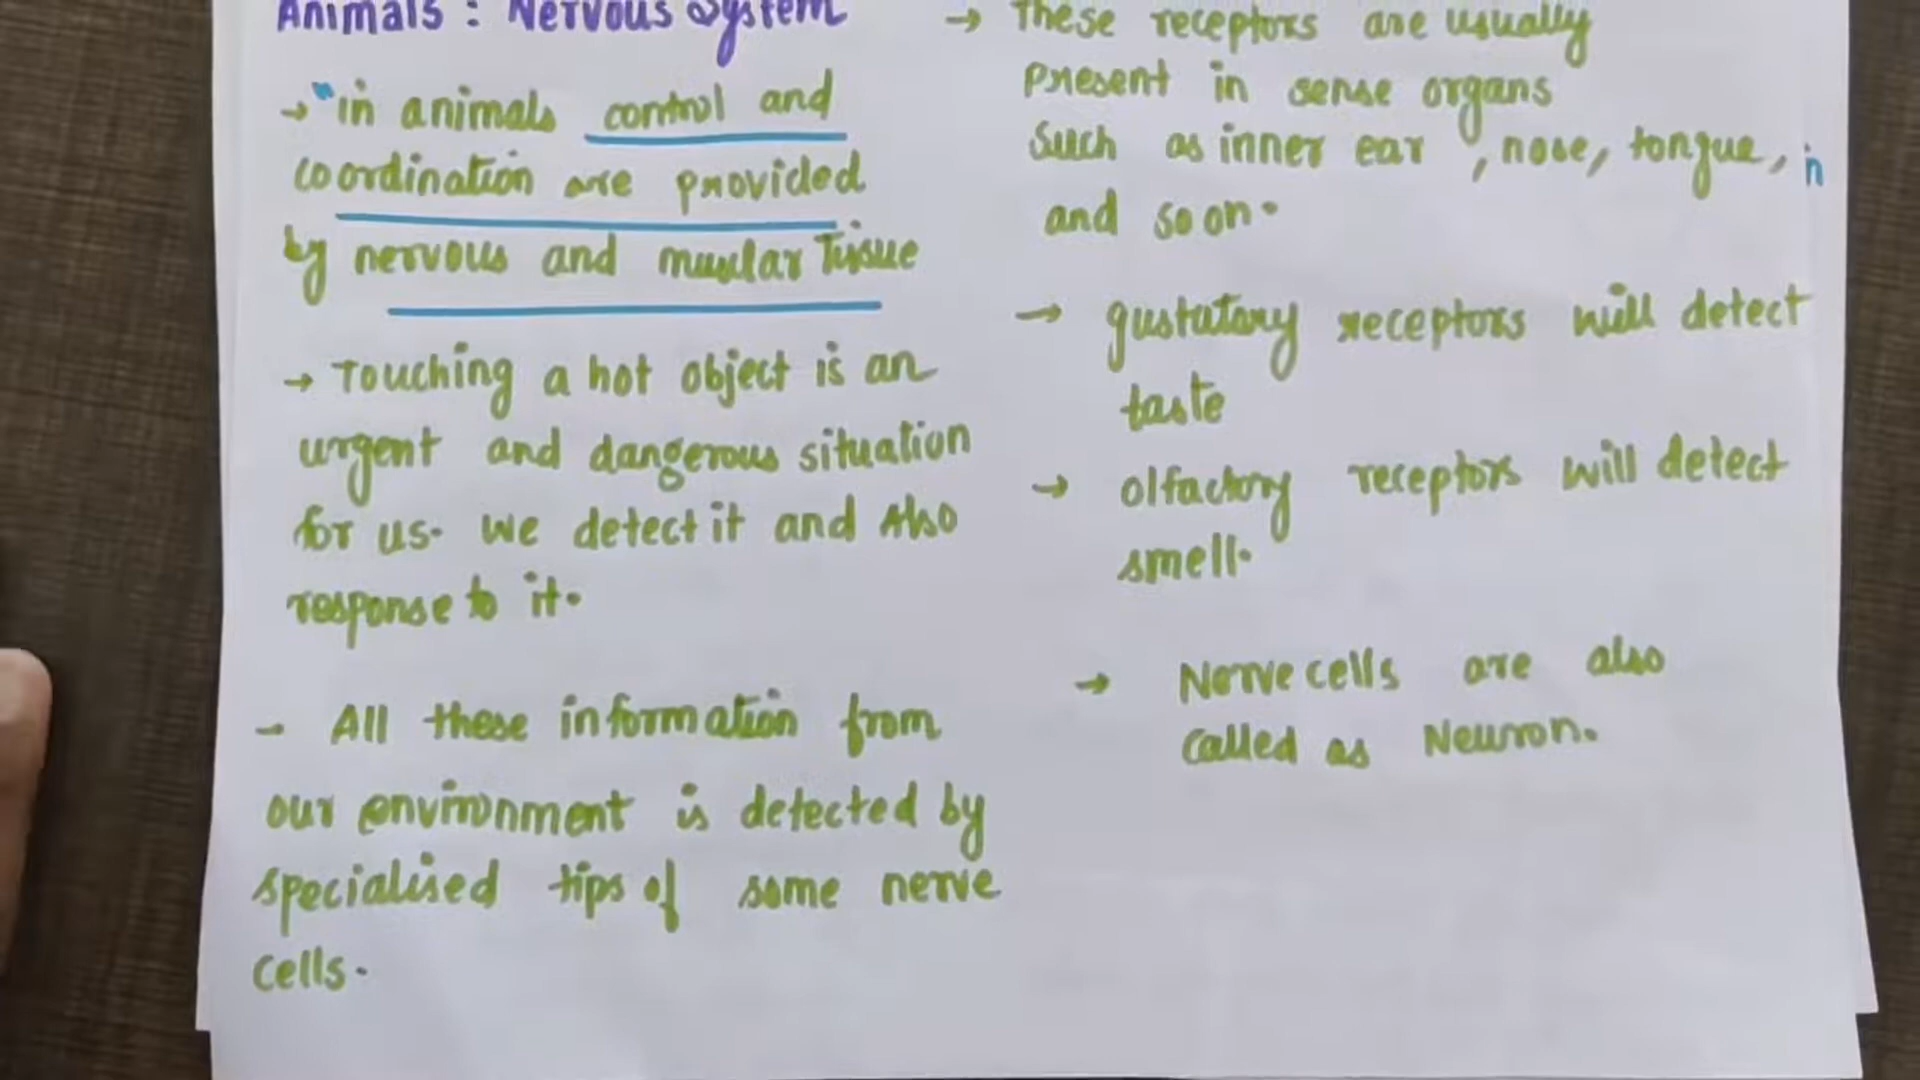 Animals : Nervous System
→ "in animals control and
coordination are provided
by nervous and muslar Tissue
→ Touching a hot object is an
urgent and dangerous situation
for us. We detect it and Also
response to it.
- All these information from
our environment is detected by
specialised tips of some nerve
cells.
→ These receptors are usually
Present in sense organs
Such as inner ear, nose, tongue,
and so on.
→ gustatory receptors will detect
taste
→ olfactory receptors will detect
smell.
→ Nerve cells are also
called as Neuron.